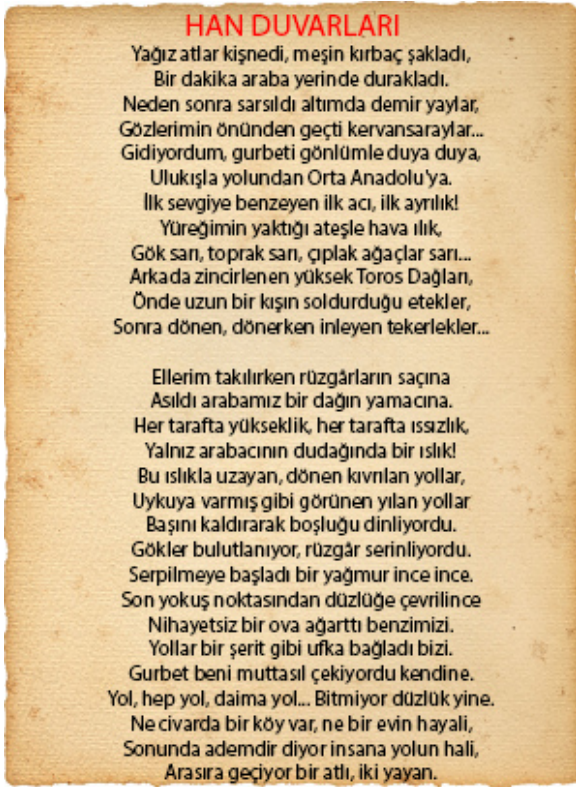 HAN DUVARLARI
Yağız atlar kişnedi, meşin kırbaç şakladı,
Bir dakika araba yerinde durakladı.
Neden sonra sarsıldı altımda demir yaylar,
Gözlerimin önünden geçti kervansaraylar...
Gidiyordum, gurbeti gönlümle duya duya,
Ulukışla yolundan Orta Anadolu'ya.
İlk sevgiye benzeyen ilk acı, ilk ayrılık!
Yüreğimin yaktığı ateşle hava ılık,
Gök sarı, toprak sarı, çıplak ağaçlar sarı...
Arkada zincirlenen yüksek Toros Dağları,
Önde uzun bir kışın soldurduğu etekler,
Sonra dönen, dönerken inleyen tekerlekler...
Ellerim takılırken rüzgârların saçına
Asıldı arabamız bir dağın yamacına.
Her tarafta yükseklik, her tarafta ıssızlık,
Yalnız arabacının dudağında bir ıslık!
Bu ıslıkla uzayan, dönen kıvrılan yollar,
Uykuya varmış gibi görünen yılan yollar
Başını kaldırarak boşluğu dinliyordu.
Gökler bulutlanıyor, rüzgâr serinliyordu.
Serpilmeye başladı bir yağmur ince ince.
Son yokuş noktasından düzlüğe çevrilince
Nihayetsiz bir ova ağarttı benzimizi.
Yollar bir şerit gibi ufka bağladı bizi.
Gurbet beni muttasıl çekiyordu kendine.
Yol, hep yol, daima yol... Bitmiyor düzlük yine.
Ne civarda bir köy var, ne bir evin hayali,
Sonunda ademdir diyor insana yolun hali,
Arasıra geçiyor bir atlı, iki yayan.